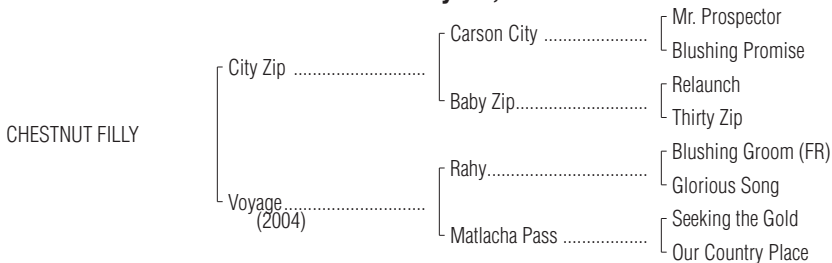 Mr. Prospector
Carson City ........................
Blushing Promise
City Zip .............................
Relaunch
Baby Zip.............................
Thirty Zip
CHESTNUT FILLY
Blushing Groom (FR)
Rahy...................................
Glorious Song
Voyage...............................
(2004)
Seeking the Gold
Matlacha Pass ...................
Our Country Place